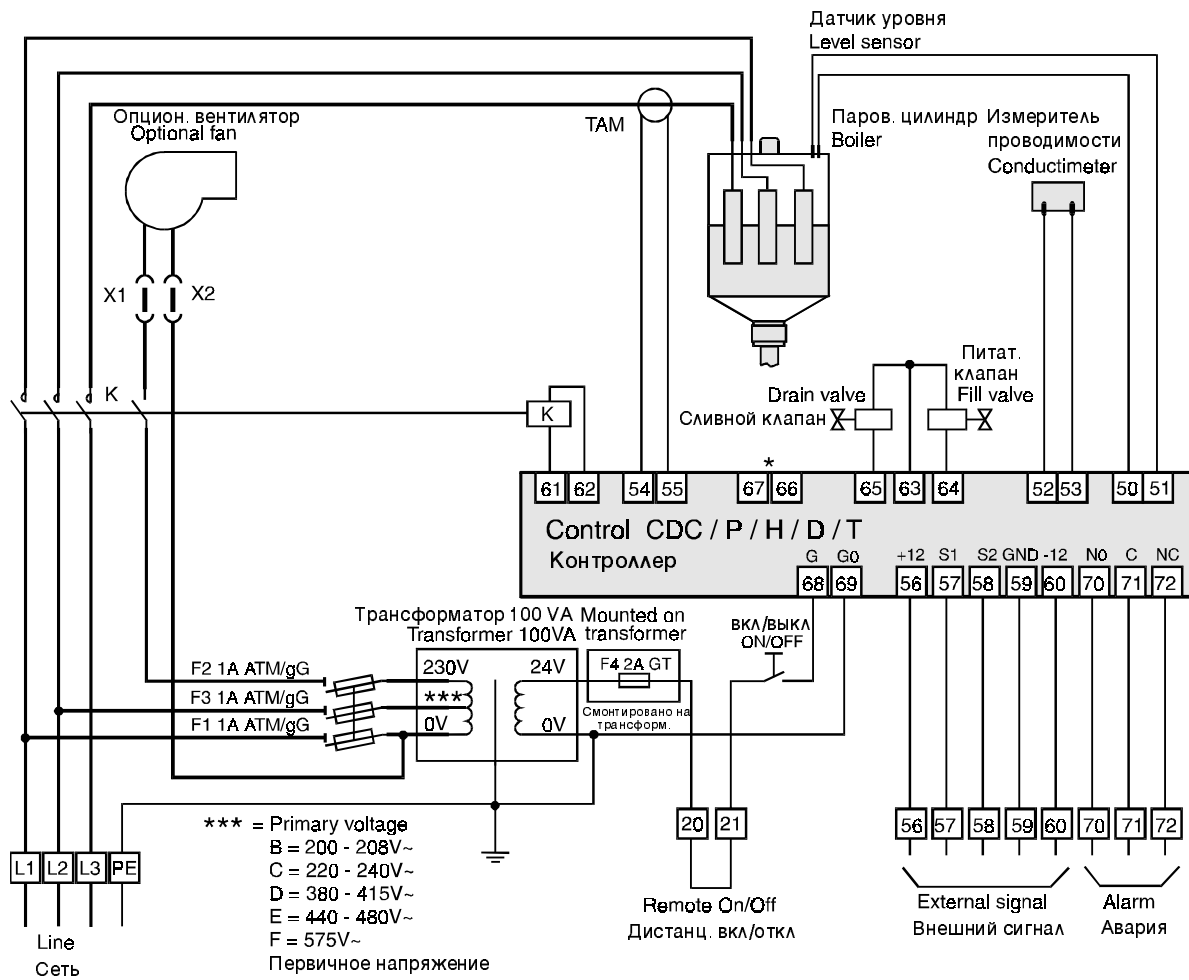 Датчик уровня
Level sensor
Опцион. вентилятор
Optional fan
TAM
Паров. цилиндр
Boiler
Измеритель
проводимости
Conductimeter
X1
X2
K
K
Drain valve
Сливной клапан
Питат.
клапан
Fill valve
*
61 62 54 55 67 66 65 63 64 52 53 50 51
Control CDC / P / H / D / T
Контроллер
G G0 +12 S1 S2 GND -12 N0 C NC
68 69 56 57 58 59 60 70 71 72
Трансформатор 100 VA
Transformer 100VA
Mounted on
transformer
ВКЛ/ВЫКЛ
ON/OFF
F2 1A ATM/gG
F3 1A ATM/gG
F1 1A ATM/gG
230V
***
0V
24V
0V
F4 2A GT
Смонтировано на
трансформ.
20 21
56 57 58 59 60 70 71 72
*** = Primary voltage
B = 200 - 208V~
C = 220 - 240V~
D = 380 - 415V~
E = 440 - 480V~
F = 575V~
Первичное напряжение
L1 L2 L3 PE
Line
Сеть
Remote On/Off
Дистанц. вкл/откл
External signal
Внешний сигнал
Alarm
Авария